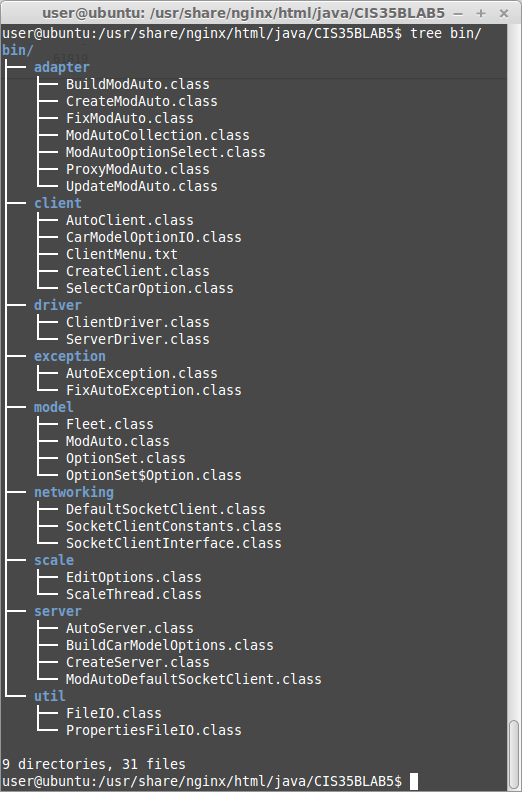 user@ubuntu: /usr/share/nginx/html/java/CIS35BLAB5
user@ubuntu:/usr/share/nginx/html/java/CIS35BLAB5$ tree bin/
bin/
├── adapter
│   ├── BuildModAuto.class
│   ├── CreateModAuto.class
│   ├── FixModAuto.class
│   ├── ModAutoCollection.class
│   ├── ModAutoOptionSelect.class
│   ├── ProxyModAuto.class
│   └── UpdateModAuto.class
├── client
│   ├── AutoClient.class
│   ├── CarModelOptionIO.class
│   ├── ClientMenu.txt
│   ├── CreateClient.class
│   └── SelectCarOption.class
├── driver
│   ├── ClientDriver.class
│   └── ServerDriver.class
├── exception
│   ├── AutoException.class
│   └── FixAutoException.class
├── model
│   ├── Fleet.class
│   ├── ModAuto.class
│   ├── OptionSet.class
│   └── OptionSet$Option.class
├── networking
│   ├── DefaultSocketClient.class
│   ├── SocketClientConstants.class
│   └── SocketClientInterface.class
├── scale
│   ├── EditOptions.class
│   └── ScaleThread.class
├── server
│   ├── AutoServer.class
│   ├── BuildCarModelOptions.class
│   ├── CreateServer.class
│   └── ModAutoDefaultSocketClient.class
└── util
    ├── FileIO.class
    └── PropertiesFileIO.class
9 directories, 31 files
user@ubuntu:/usr/share/nginx/html/java/CIS35BLAB5$